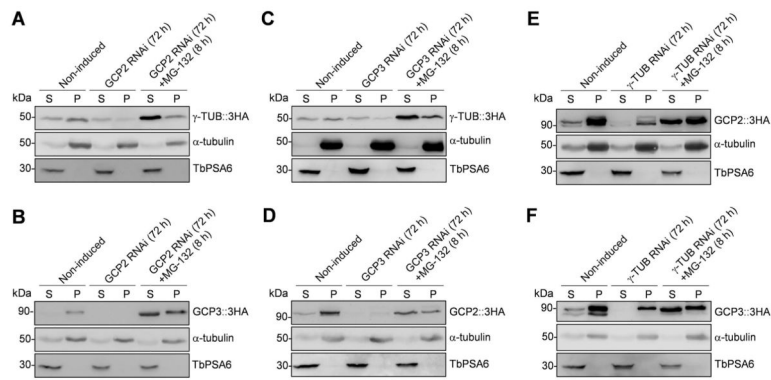 A
Non-induced
GCP2 RNAi (72 h)
GCP2 RNAi (72 h)
+MG-132 (8 h)
kDa
S P S P S P
50 γ-TUB::3HA
50 α-tubulin
30 TbPSA6
C
Non-induced
GCP3 RNAi (72 h)
GCP3 RNAi (72 h)
+MG-132 (8 h)
kDa
S P S P S P
50 γ-TUB::3HA
50 α-tubulin
30 TbPSA6
E
Non-induced
γ-TUB RNAi (72 h)
γ-TUB RNAi (72 h)
+MG-132 (8 h)
kDa
S P S P S P
90 GCP2::3HA
50 α-tubulin
30 TbPSA6
B
Non-induced
GCP2 RNAi (72 h)
GCP2 RNAi (72 h)
+MG-132 (8 h)
kDa
S P S P S P
90 GCP3::3HA
50 α-tubulin
30 TbPSA6
D
Non-induced
GCP3 RNAi (72 h)
GCP3 RNAi (72 h)
+MG-132 (8 h)
kDa
S P S P S P
90 GCP2::3HA
50 α-tubulin
30 TbPSA6
F
Non-induced
γ-TUB RNAi (72 h)
γ-TUB RNAi (72 h)
+MG-132 (8 h)
kDa
S P S P S P
90 GCP3::3HA
50 α-tubulin
30 TbPSA6